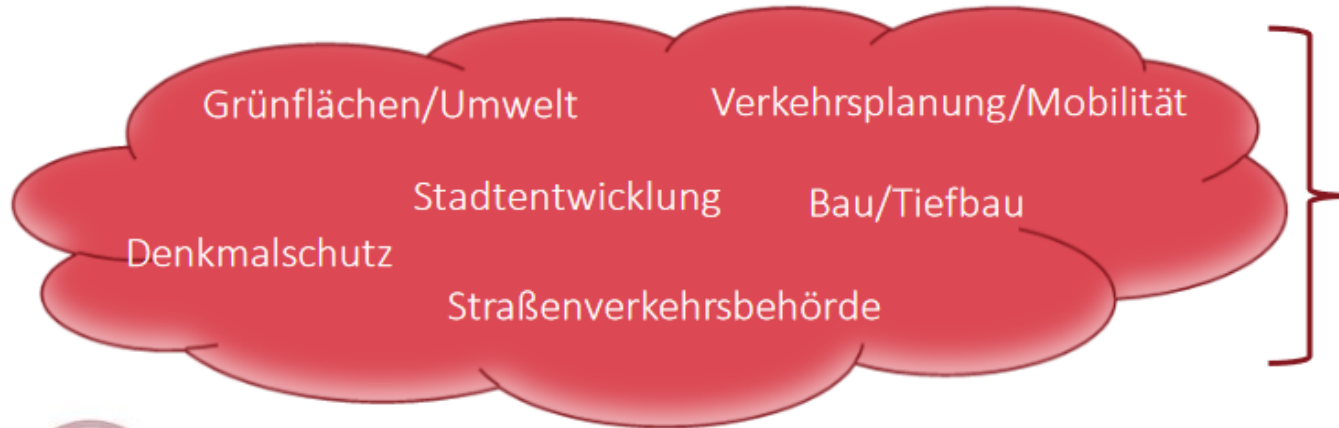 Grünflächen/Umwelt
Verkehrsplanung/Mobilität
Stadtentwicklung
Bau/Tiefbau
Denkmalschutz
Straßenverkehrsbehörde